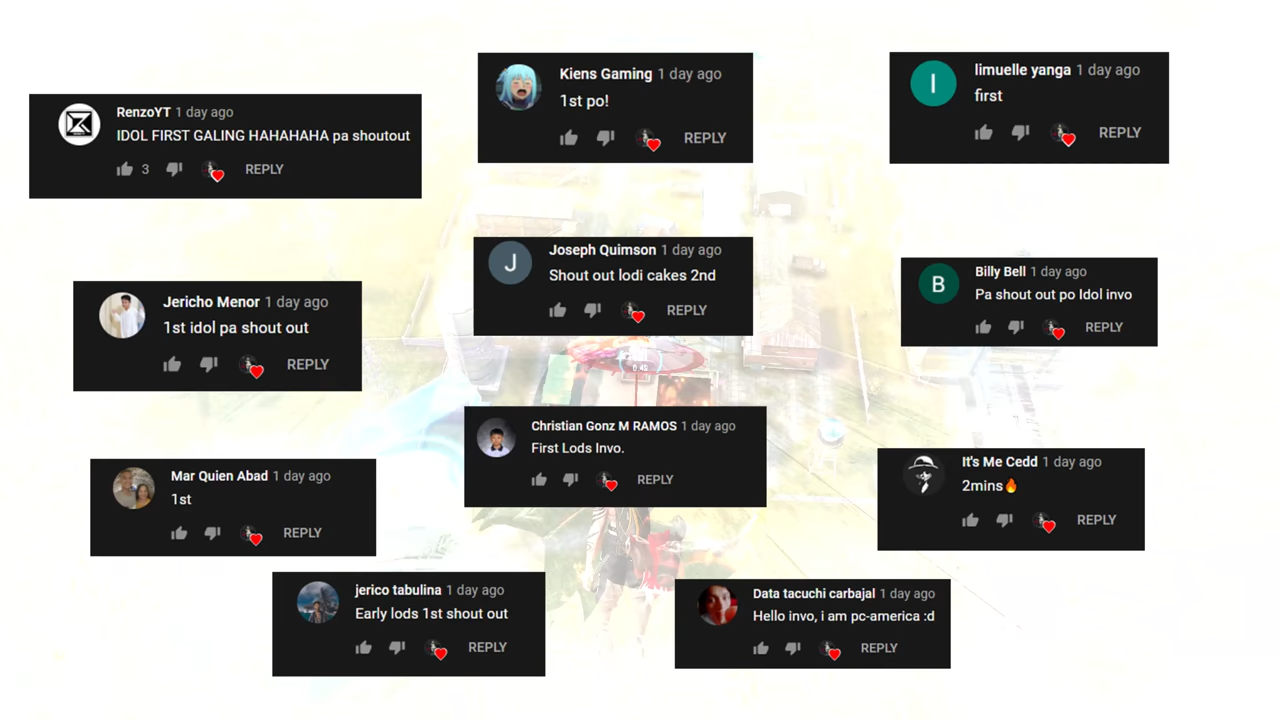 RenzoYT 1 day ago
IDOL FIRST GALING HAHAHAHA pa shoutout
3 REPLY
Kiens Gaming 1 day ago
1st po!
REPLY
I
limuelle yanga 1 day ago
first
REPLY
Jericho Menor 1 day ago
1st idol pa shout out
REPLY
J
Joseph Quimson 1 day ago
Shout out lodi cakes 2nd
REPLY
B
Billy Bell 1 day ago
Pa shout out po Idol invo
REPLY
Mar Quien Abad 1 day ago
1st
REPLY
Christian Gonz M RAMOS 1 day ago
First Lods Invo.
REPLY
It's Me Cedd 1 day ago
2mins🔥
REPLY
jerico tabulina 1 day ago
Early lods 1st shout out
REPLY
Data tacuchi carbajal 1 day ago
Hello invo, i am pc-america :d
REPLY